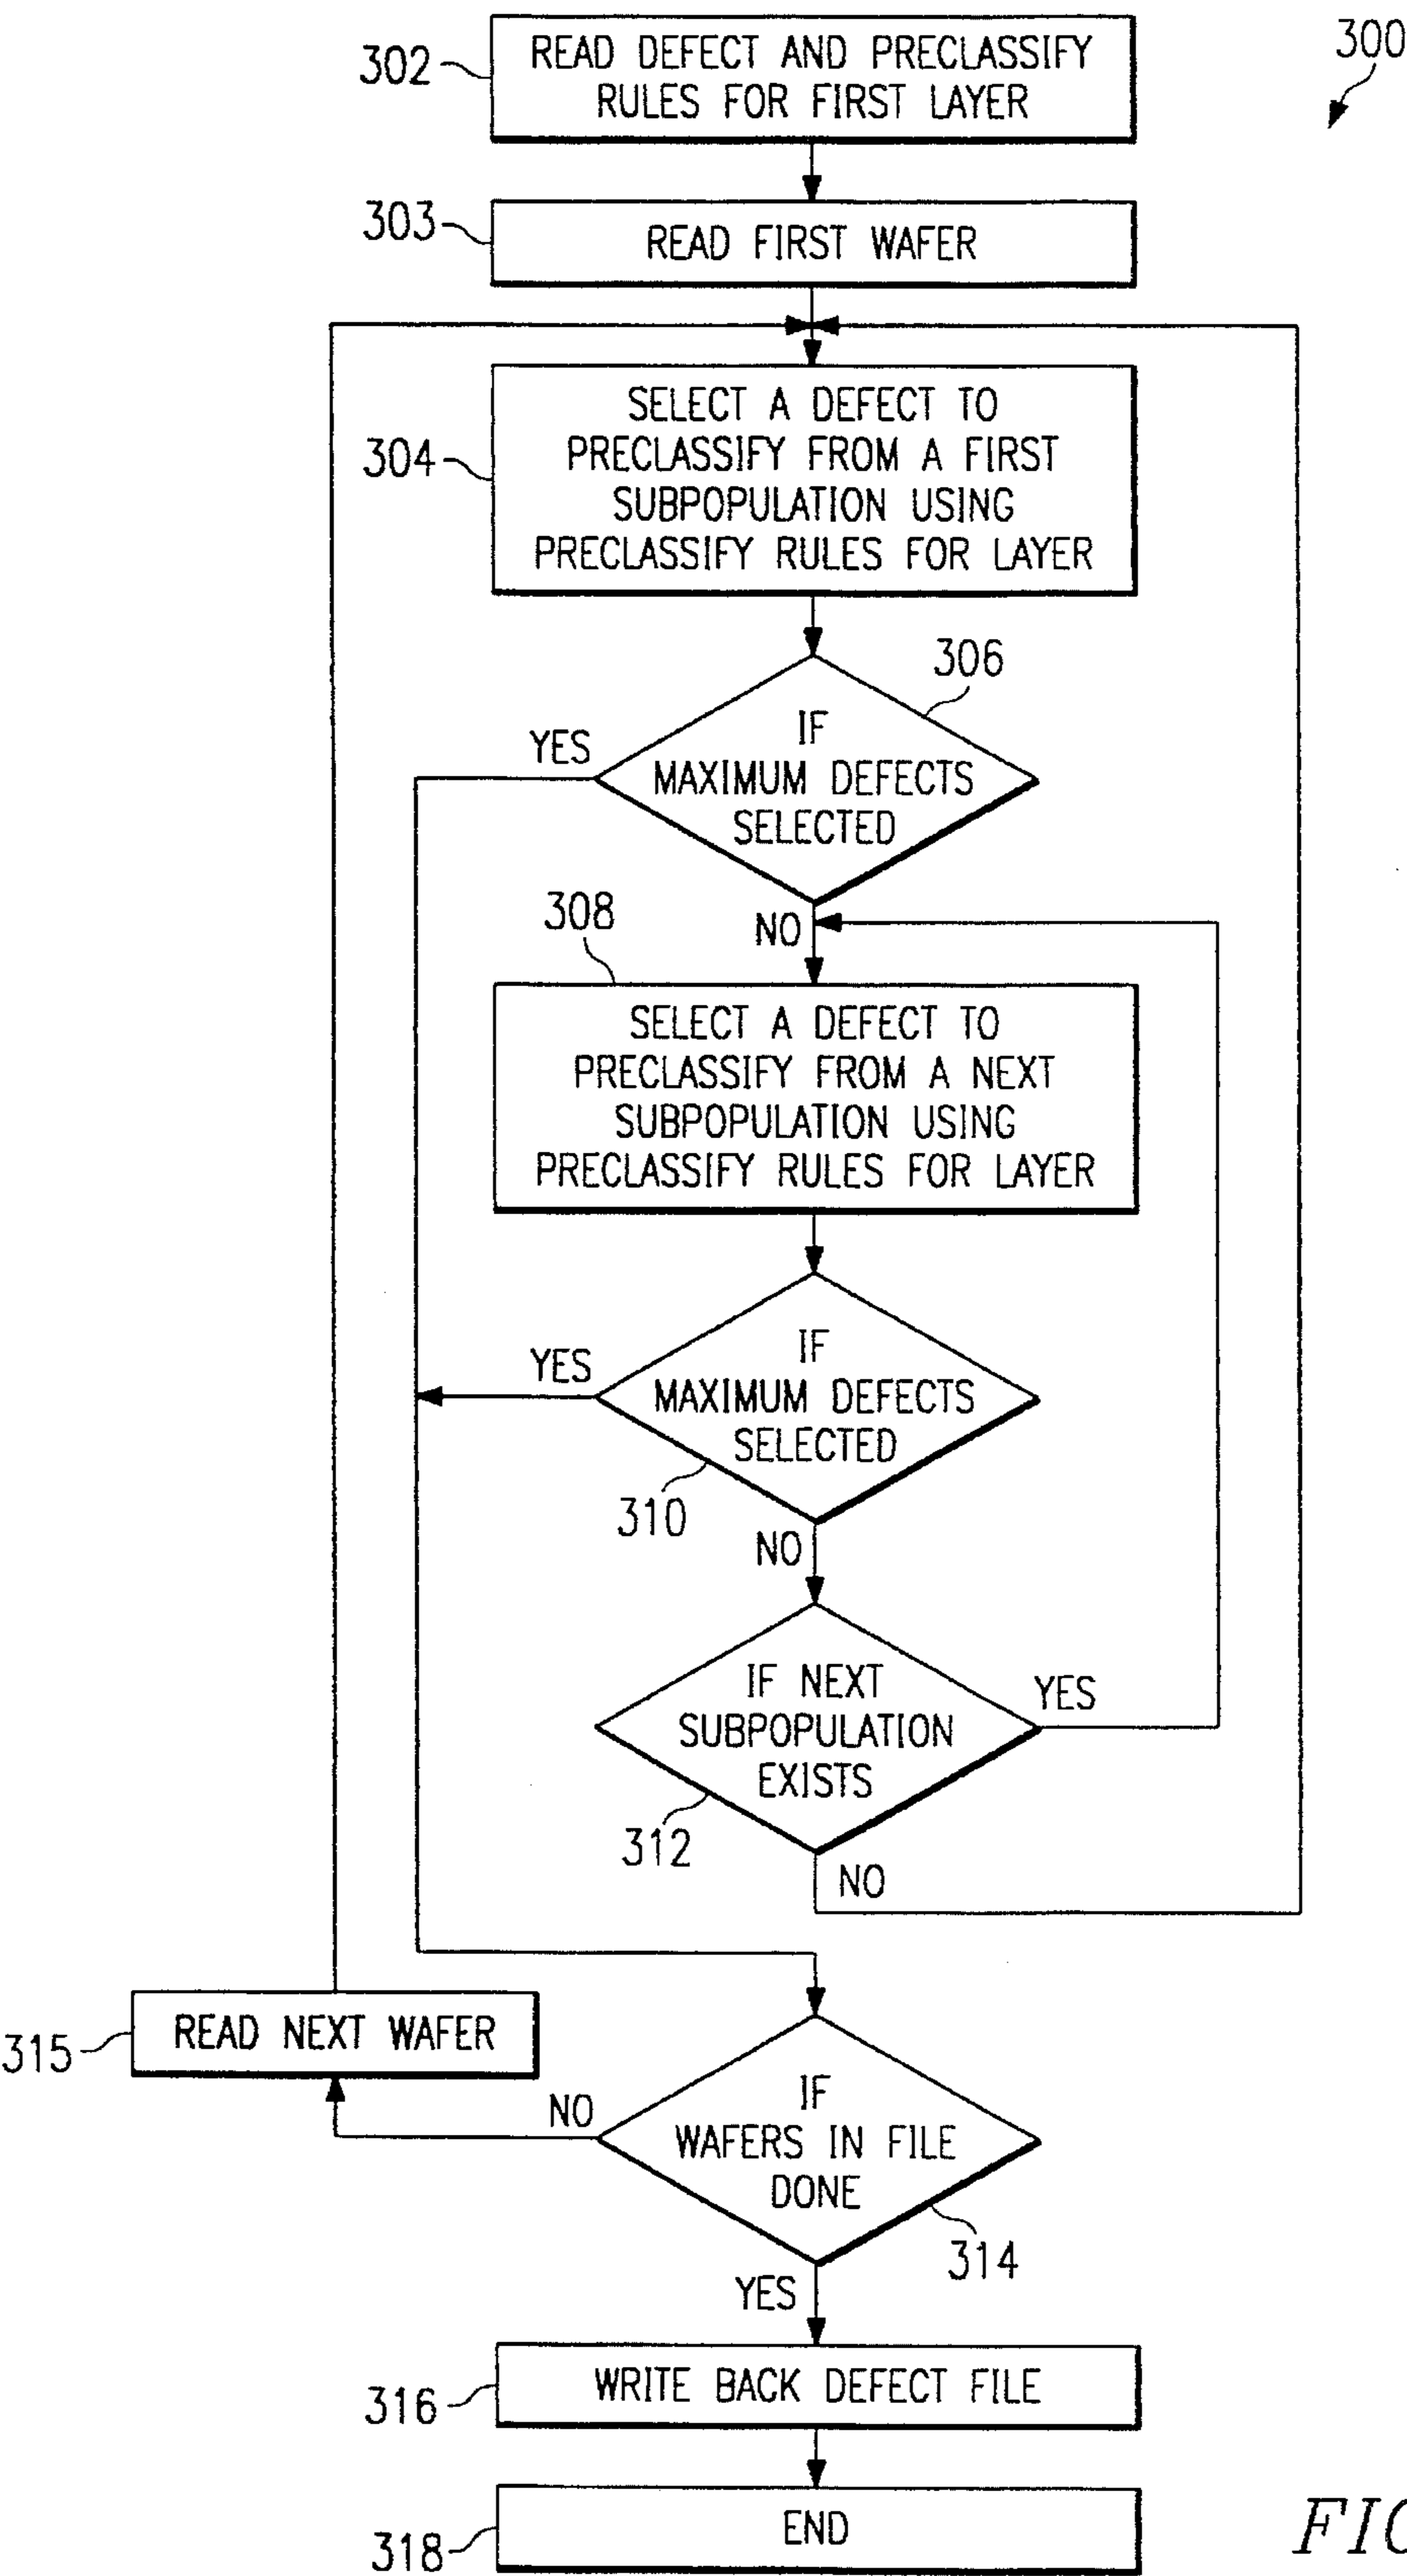 300
302
READ DEFECT AND PRECLASSIFY
RULES FOR FIRST LAYER
303
READ FIRST WAFER
304
SELECT A DEFECT TO
PRECLASSIFY FROM A FIRST
SUBPOPULATION USING
PRECLASSIFY RULES FOR LAYER
306
YES
IF
MAXIMUM DEFECTS
SELECTED
NO
308
SELECT A DEFECT TO
PRECLASSIFY FROM A NEXT
SUBPOPULATION USING
PRECLASSIFY RULES FOR LAYER
YES
IF
MAXIMUM DEFECTS
SELECTED
310
NO
IF NEXT
SUBPOPULATION
EXISTS
YES
312
NO
315
READ NEXT WAFER
NO
IF
WAFERS IN FILE
DONE
314
YES
316
WRITE BACK DEFECT FILE
318
END